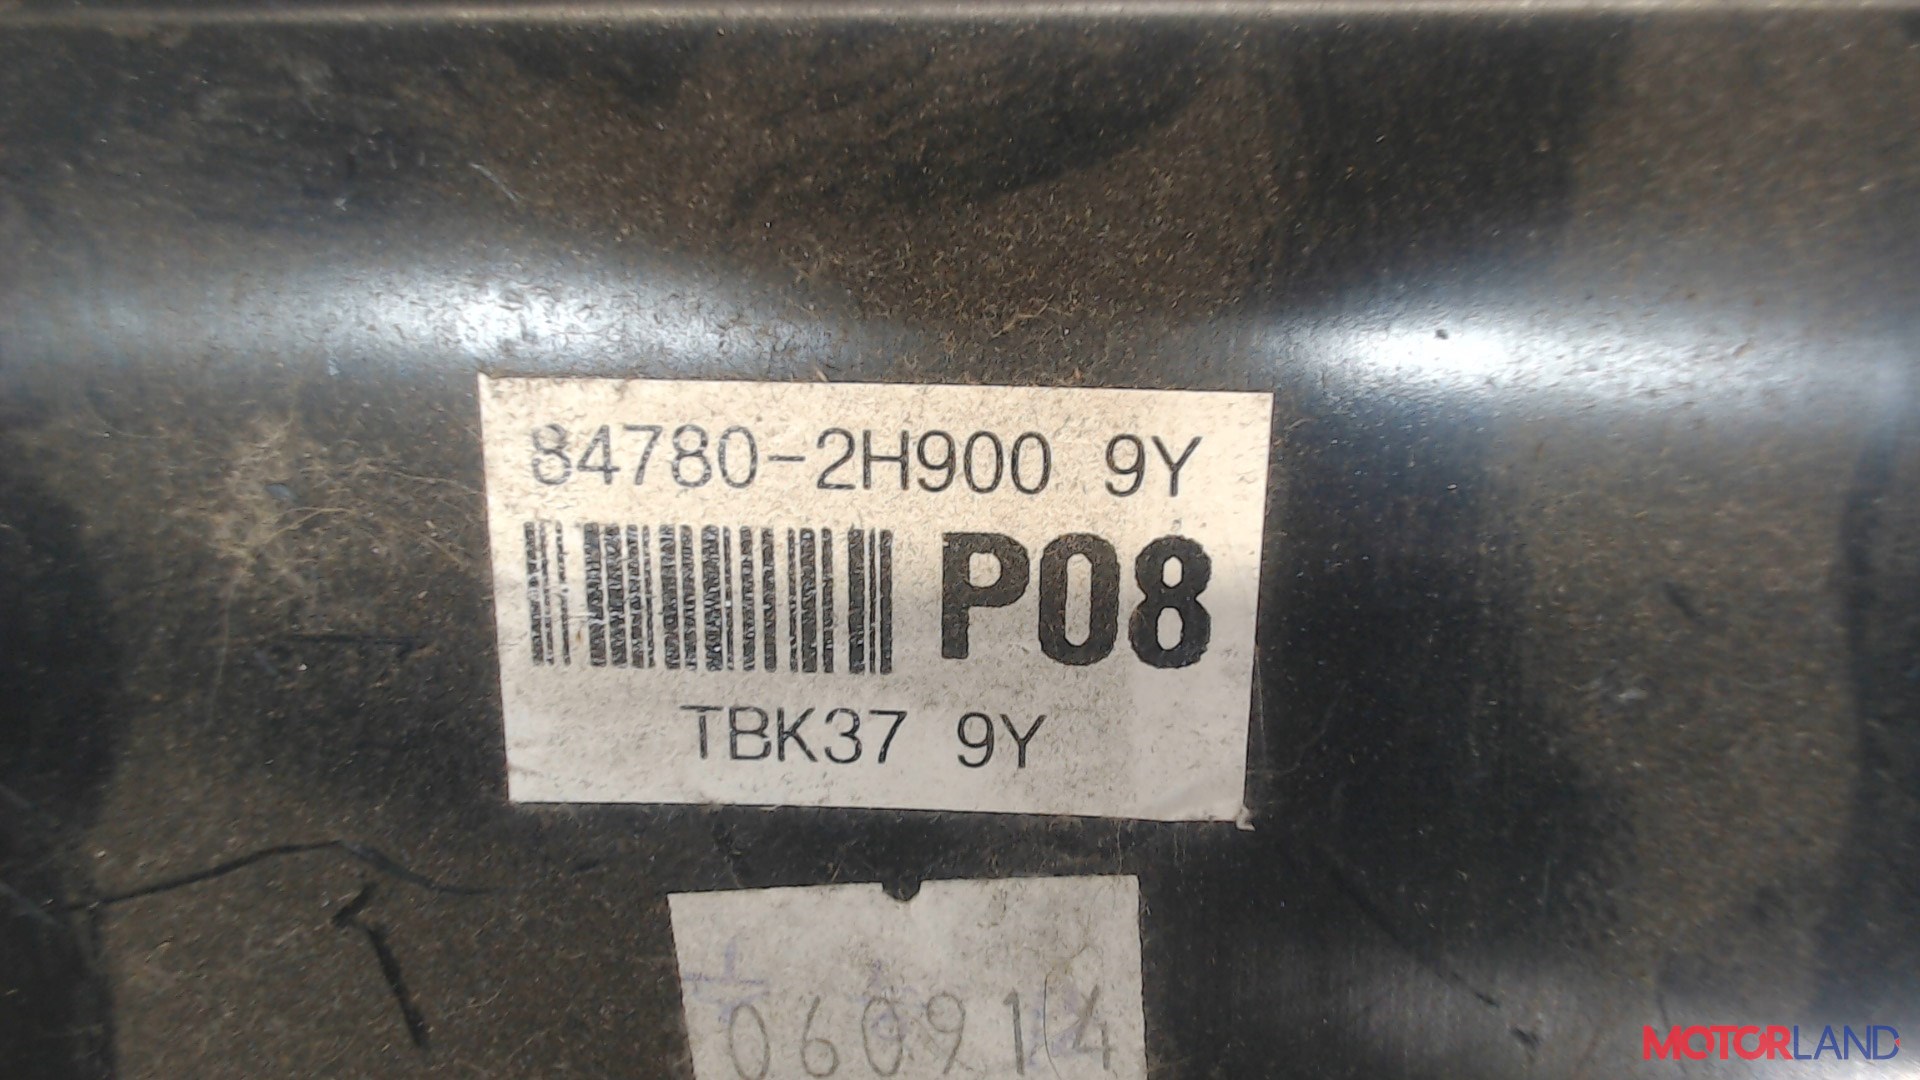 84780-2H900 9Y
P08
TBK37 9Y
060914
MOTORLAND